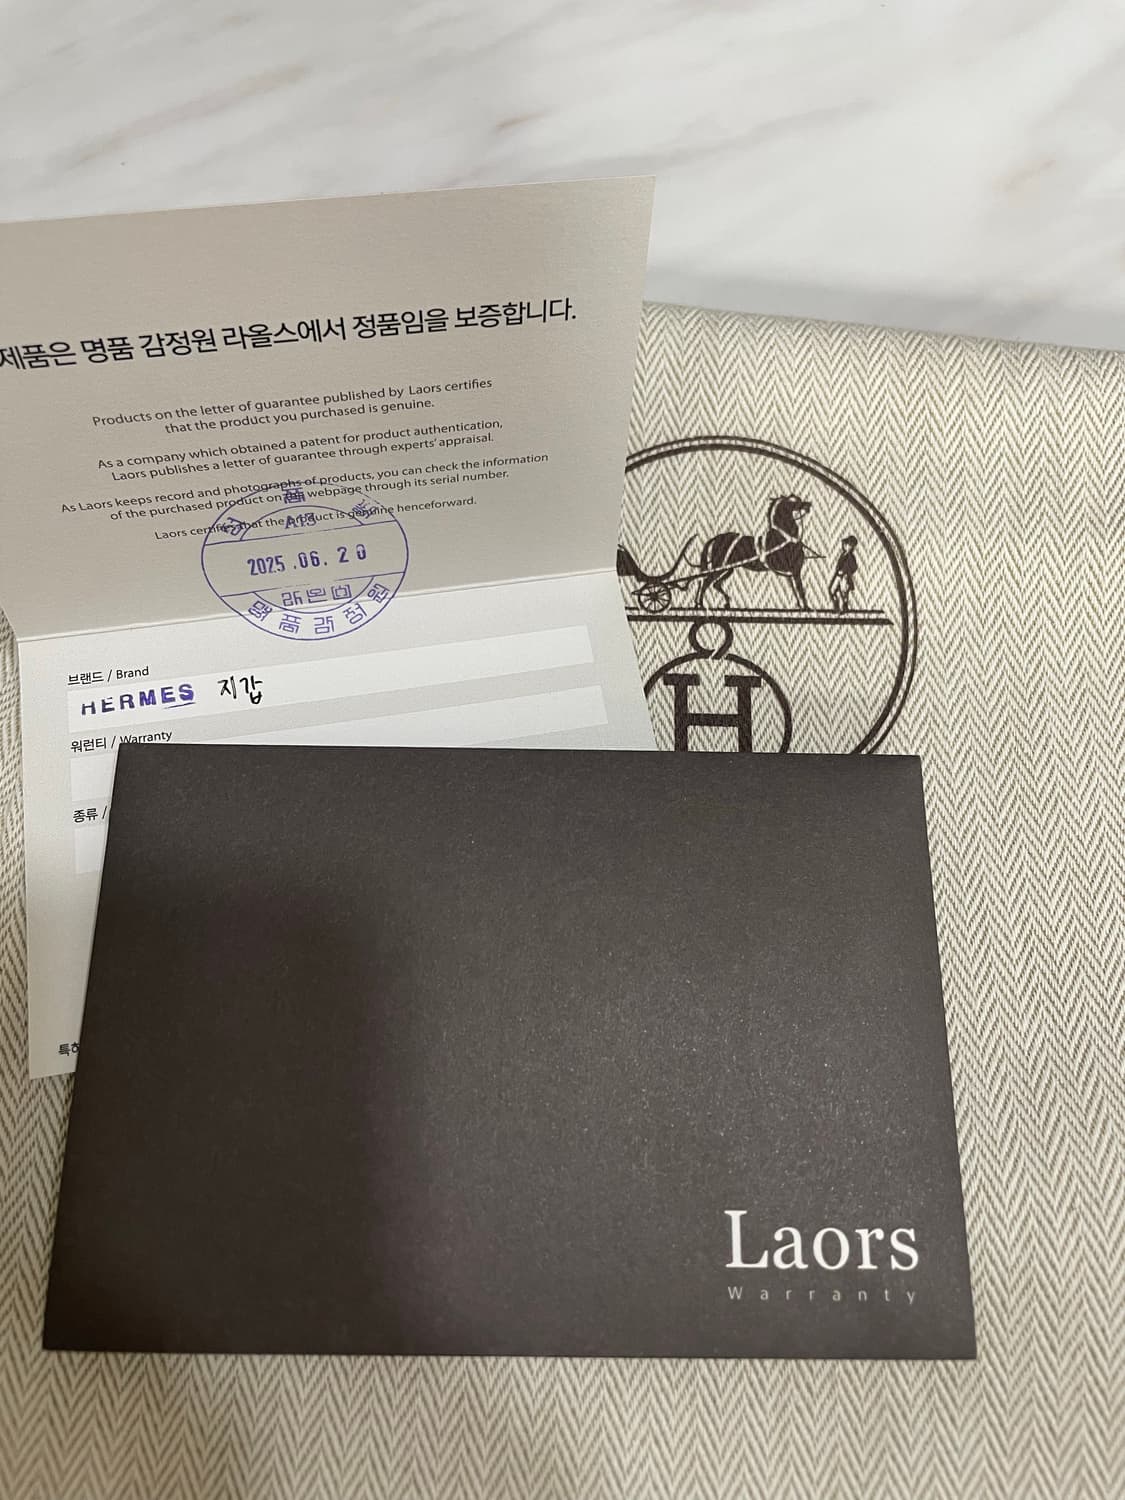 제품은 명품 감정원 라올스에서 정품임을 보증합니다.
Products on the letter of guarantee published by Laors certifies
that the product you purchased is genuine.
As a company which obtained a patent for product authentication,
Laors publishes a letter of guarantee through experts' appraisal.
As Laors keeps record and photographs of products, you can check the information
of the purchased product on its webpage through its serial number.
Laors certifies that the product is genuine henceforward.
2025.06.20
명품감정원
브랜드 / Brand
HERMES 지갑
워런티 / Warranty
종류 /
특허
H
Laors
Warranty